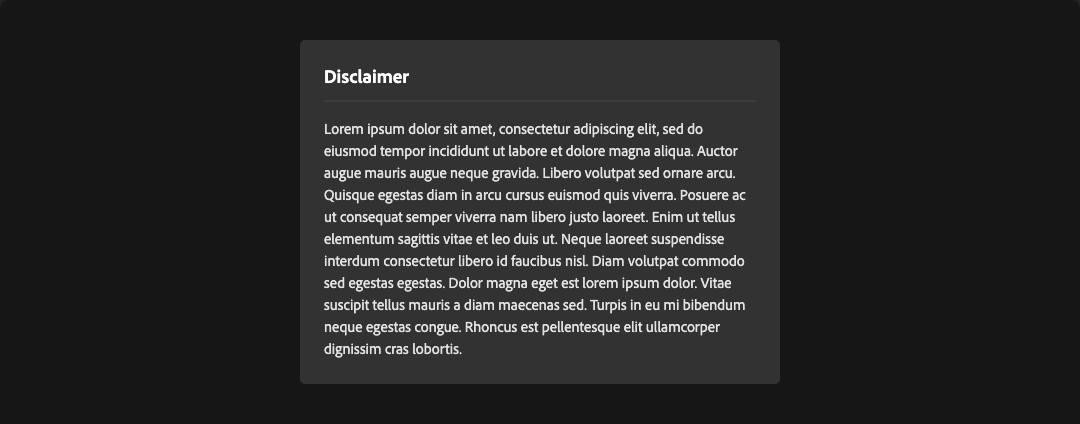 Disclaimer
Lorem ipsum dolor sit amet, consectetur adipiscing elit, sed do
eiusmod tempor incididunt ut labore et dolore magna aliqua. Auctor
augue mauris augue neque gravida. Libero volutpat sed ornare arcu.
Quisque egestas diam in arcu cursus euismod quis viverra. Posuere ac
ut consequat semper viverra nam libero justo laoreet. Enim ut tellus
elementum sagittis vitae et leo duis ut. Neque laoreet suspendisse
interdum consectetur libero id faucibus nisl. Diam volutpat commodo
sed egestas egestas. Dolor magna eget est lorem ipsum dolor. Vitae
suscipit tellus mauris a diam maecenas sed. Turpis in eu mi bibendum
neque egestas congue. Rhoncus est pellentesque elit ullamcorper
dignissim cras lobortis.